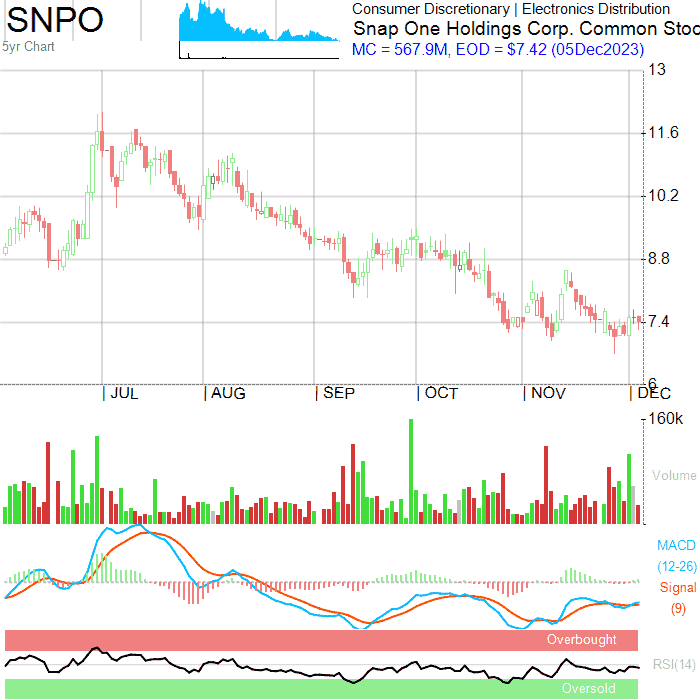 SNPO
5yr Chart
Consumer Discretionary | Electronics Distribution
Snap One Holdings Corp. Common Stoc
MC = 567.9M, EOD = $7.42 (05Dec2023)
13
11.6
10.2
8.8
7.4
6
| JUL | AUG | SEP | OCT | NOV | DEC
160k
Volume
MACD
(12-26)
Signal
(9)
Overbought
RSI(14)
Oversold